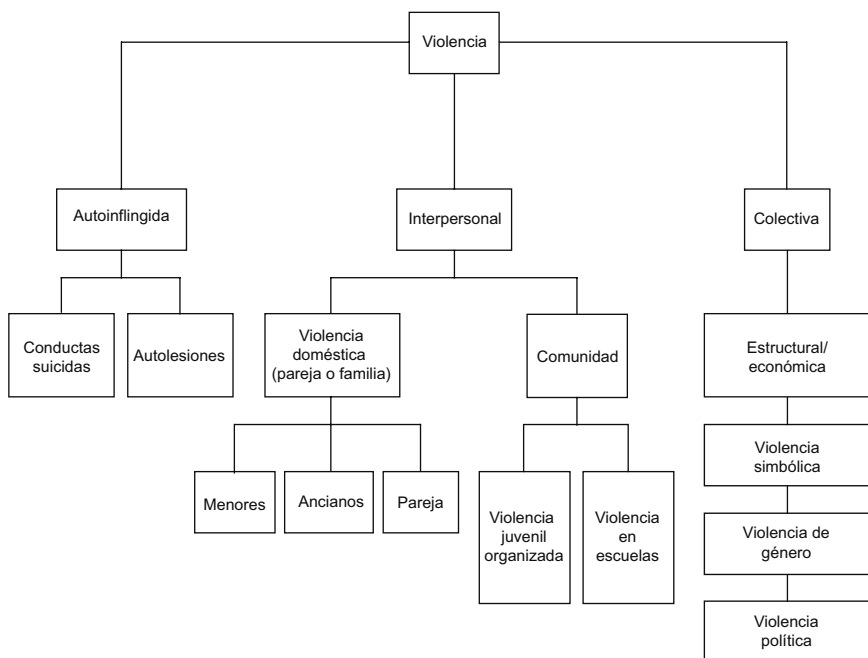 Violencia
Autoinflingida
Interpersonal
Colectiva
Conductas
suicidas
Autolesiones
Violencia
doméstica
(pareja o familia)
Comunidad
Estructural/
económica
Menores
Ancianos
Pareja
Violencia
juvenil
organizada
Violencia
en
escuelas
Violencia
simbólica
Violencia de
género
Violencia
política